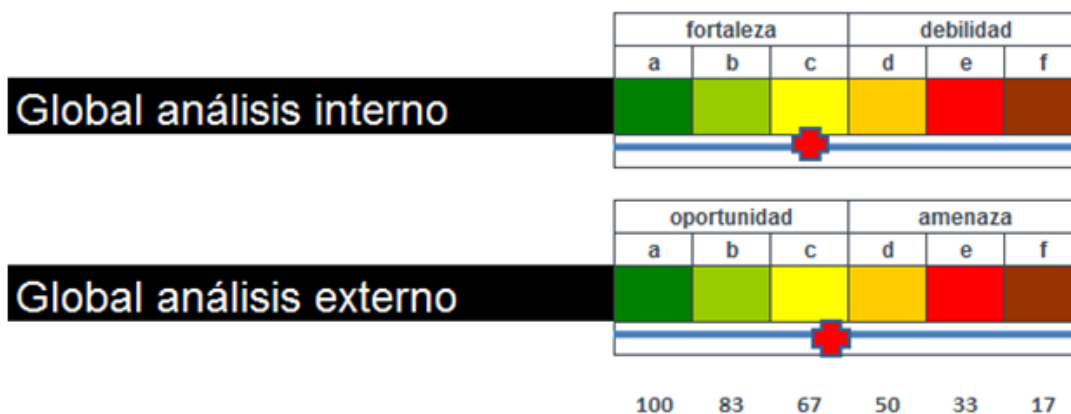 fortaleza debilidad
a b c d e f
Global análisis interno
oportunidad amenaza
a b c d e f
Global análisis externo
100 83 67 50 33 17